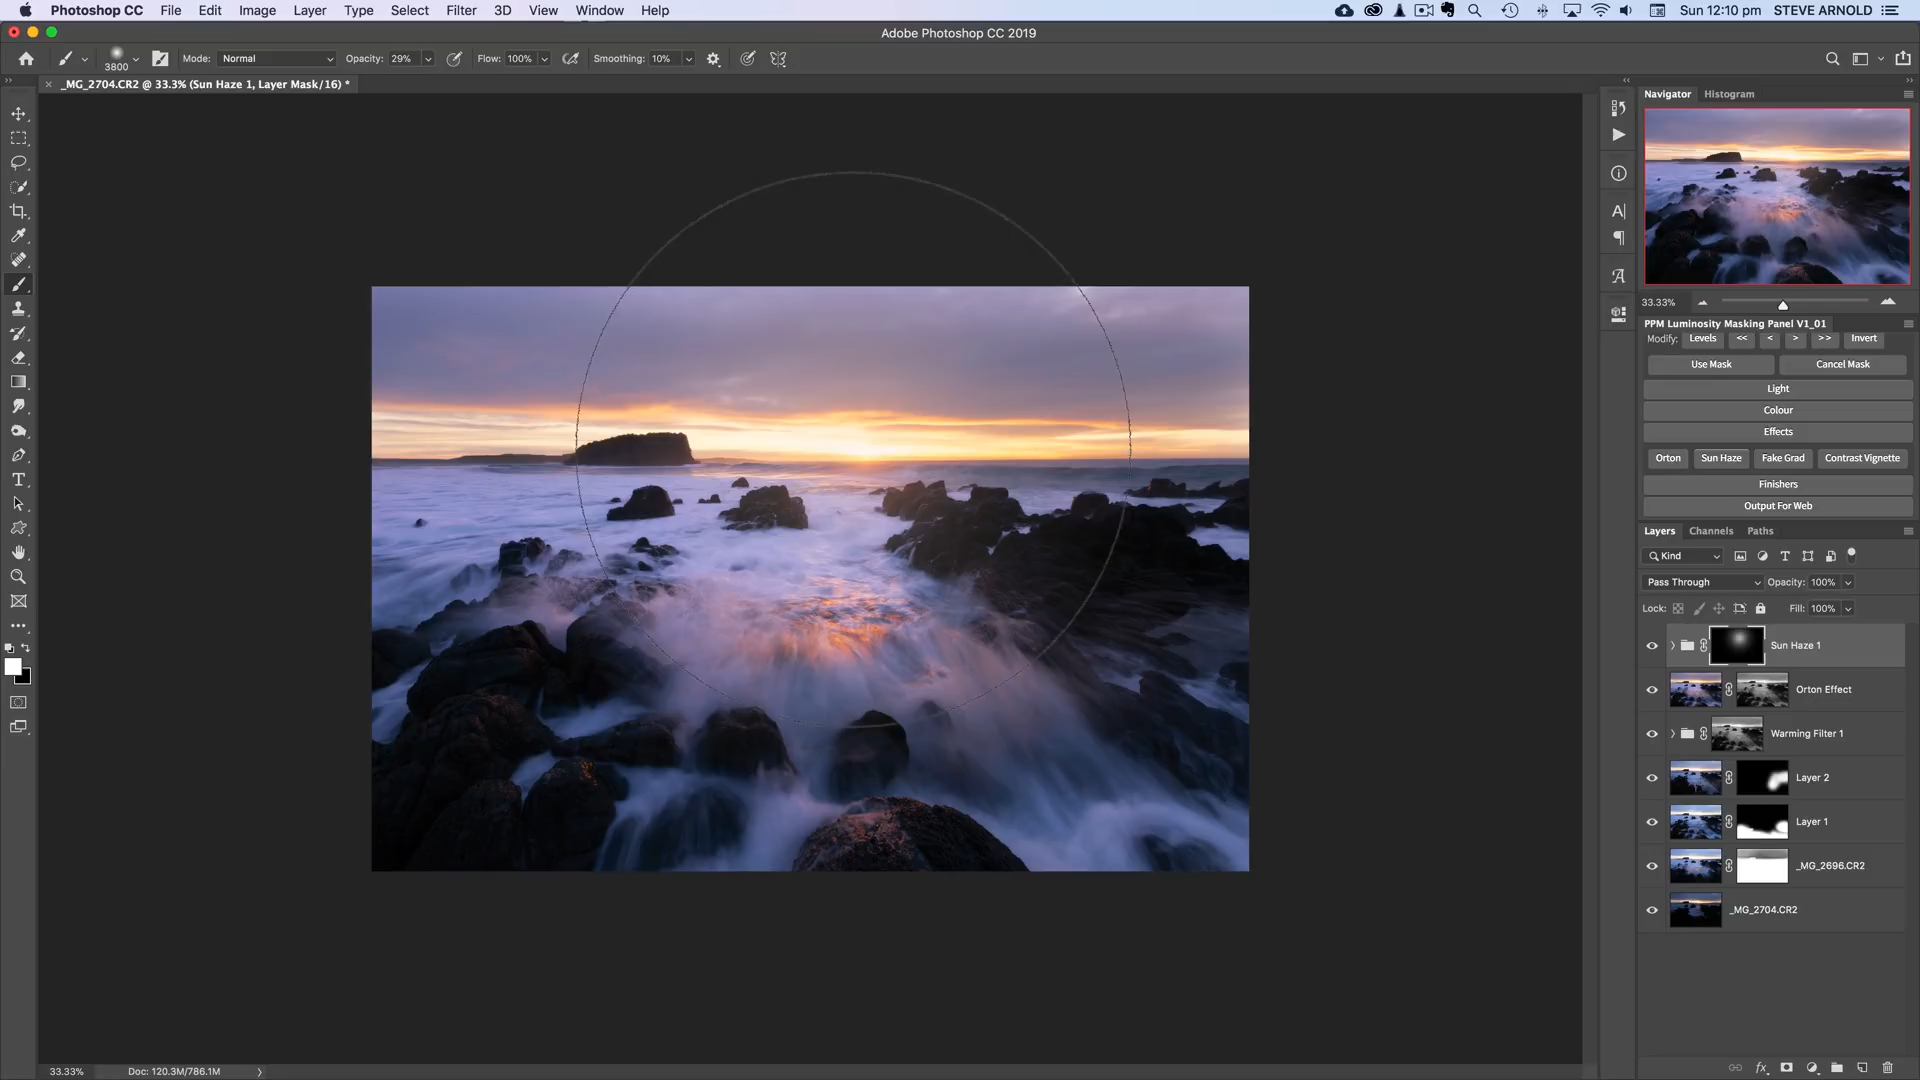 Photoshop CC File Edit Image Layer Type Select Filter 3D View Window Help Sun 12:10 pm STEVE ARNOLD
Adobe Photoshop CC 2019
3800 Mode: Normal Opacity: 29% Flow: 100% Smoothing: 10%
_MG_2704.CR2 @ 33.3% (Sun Haze 1, Layer Mask/16) *
Navigator Histogram
33.33%
PPM Luminosity Masking Panel V1_01
Modify: Levels << < > >> Invert
Use Mask Cancel Mask
Light
Colour
Effects
Orton Sun Haze Fake Grad Contrast Vignette
Finishers
Output For Web
Layers Channels Paths
Kind
Pass Through Opacity: 100%
Lock: Fill: 100%
Sun Haze 1
Orton Effect
Warming Filter 1
Layer 2
Layer 1
_MG_2696.CR2
_MG_2704.CR2
33.33% Doc: 120.3M/786.1M